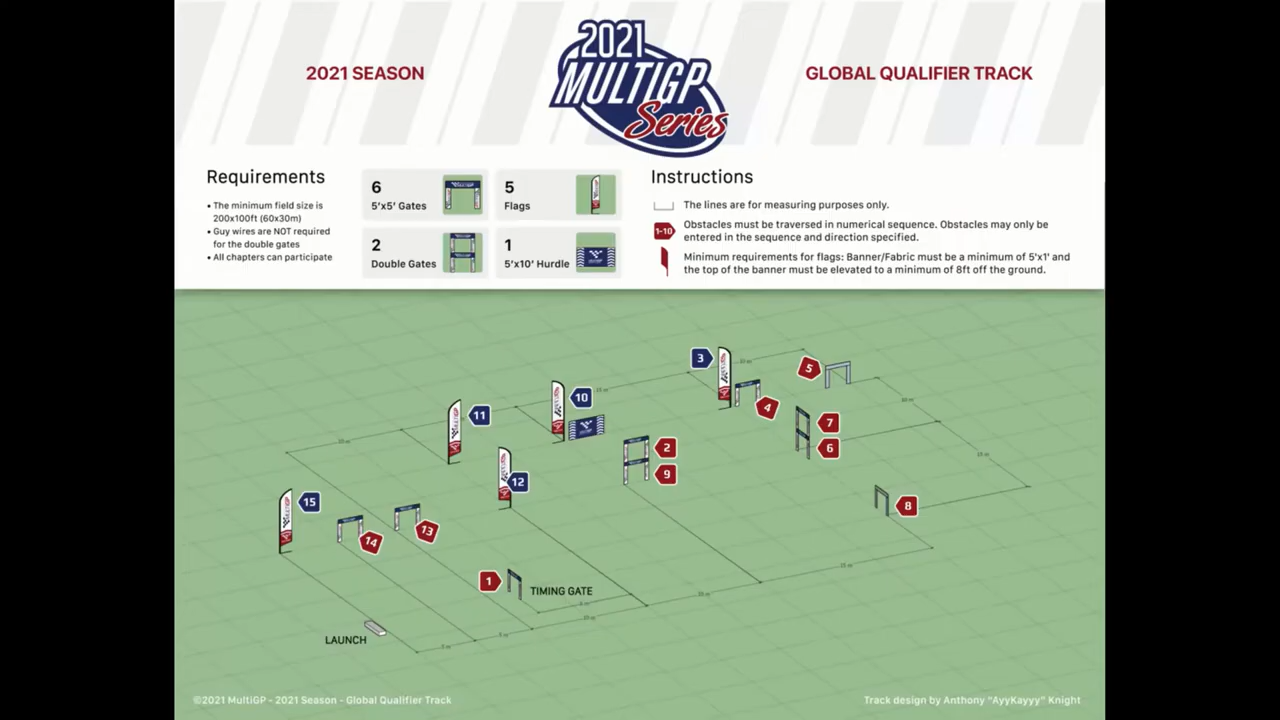 2021
MULTIGP
Series
2021 SEASON
GLOBAL QUALIFIER TRACK
Requirements
• The minimum field size is
200x100ft (60x30m)
• Guy wires are NOT required
for the double gates
• All chapters can participate
6
5'x5' Gates
5
Flags
2
Double Gates
1
5'x10' Hurdle
Instructions
The lines are for measuring purposes only.
1-10
Obstacles must be traversed in numerical sequence. Obstacles may only be
entered in the sequence and direction specified.
Minimum requirements for flags: Banner/Fabric must be a minimum of 5'x1' and
the top of the banner must be elevated to a minimum of 8ft off the ground.
3
5
4
10
11
7
6
2
9
12
15
8
13
14
1
TIMING GATE
LAUNCH
©2021 MultiGP - 2021 Season - Global Qualifier Track
Track design by Anthony "AyyKayyy" Knight